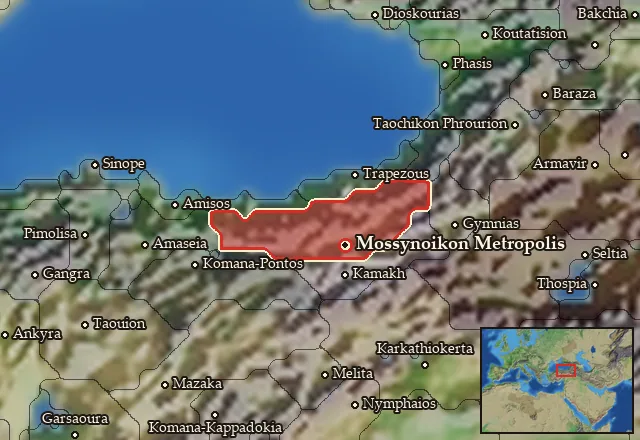 Dioskourias
Bakchia
Koutatision
Phasis
Baraza
Taochikon Phrourion
Sinope
Armavir
Trapezous
Amisos
Gymnias
Pimolisa
Amaseia
Mossynoikon Metropolis
Seltia
Komana-Pontos
Gangra
Kamakh
Thospia
Taouion
Ankyra
Karkathiokerta
Melita
Mazaka
Nymphaios
Garsaoura
Komana-Kappadokia